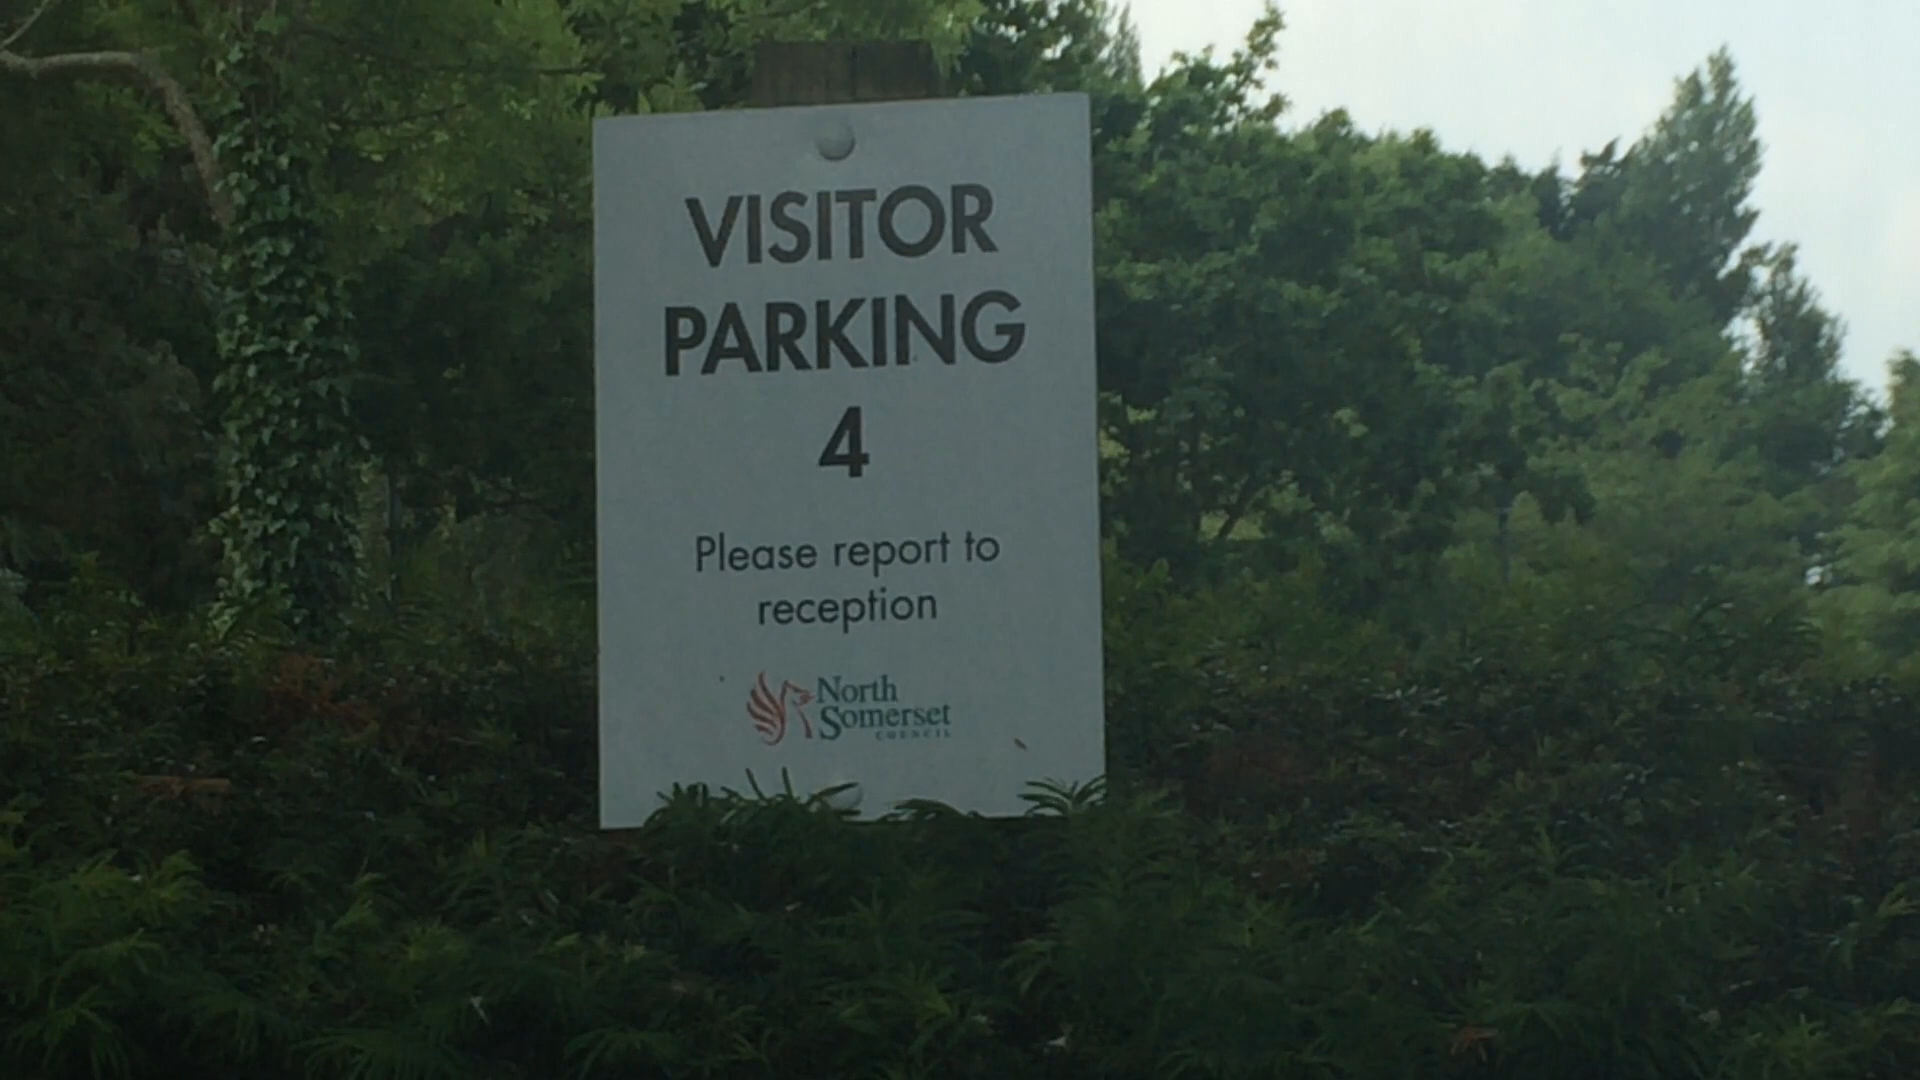 VISITOR
PARKING
4
Please report to
reception
North
Somerset
COUNCIL